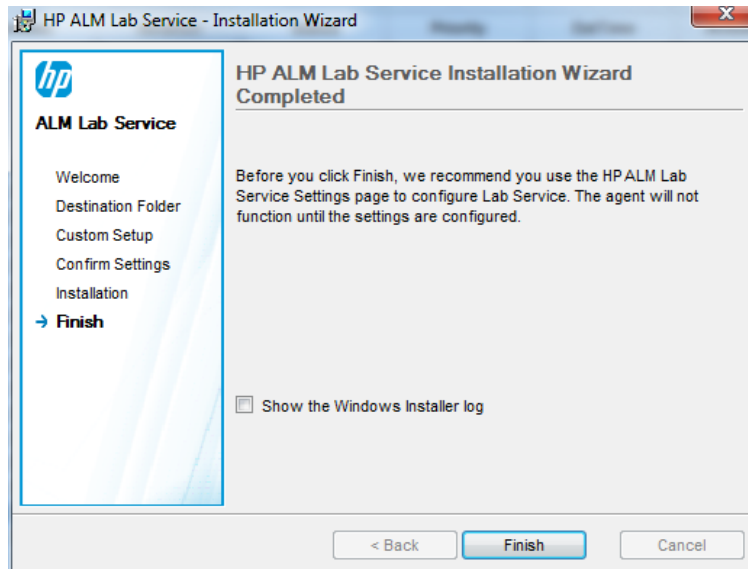 HP ALM Lab Service - Installation Wizard
hp
ALM Lab Service
Welcome
Destination Folder
Custom Setup
Confirm Settings
Installation
Finish
HP ALM Lab Service Installation Wizard
Completed
Before you click Finish, we recommend you use the HP ALM Lab
Service Settings page to configure Lab Service. The agent will not
function until the settings are configured.
Show the Windows Installer log
< Back
Finish
Cancel